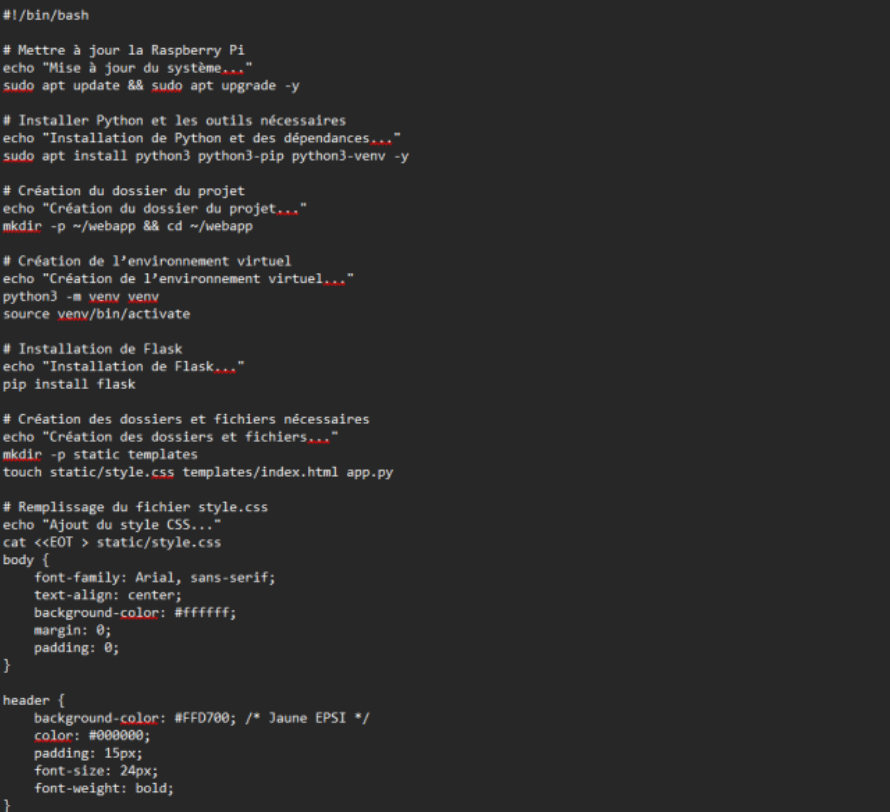 #!/bin/bash
# Mettre à jour la Raspberry Pi
echo "Mise à jour du système..."
sudo apt update && sudo apt upgrade -y
# Installer Python et les outils nécessaires
echo "Installation de Python et des dépendances..."
sudo apt install python3 python3-pip python3-venv -y
# Création du dossier du projet
echo "Création du dossier du projet..."
mkdir -p ~/webapp && cd ~/webapp
# Création de l’environnement virtuel
echo "Création de l’environnement virtuel..."
python3 -m venv venv
source venv/bin/activate
# Installation de Flask
echo "Installation de Flask..."
pip install flask
# Création des dossiers et fichiers nécessaires
echo "Création des dossiers et fichiers..."
mkdir -p static templates
touch static/style.css templates/index.html app.py
# Remplissage du fichier style.css
echo "Ajout du style CSS..."
cat <<EOT > static/style.css
body {
    font-family: Arial, sans-serif;
    text-align: center;
    background-color: #ffffff;
    margin: 0;
    padding: 0;
}
header {
    background-color: #FFD700; /* Jaune EPSI */
    color: #000000;
    padding: 15px;
    font-size: 24px;
    font-weight: bold;
}